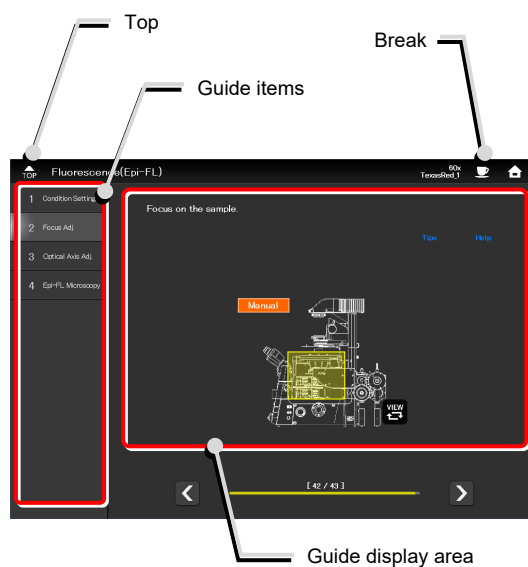 Top
Break
Guide items
TOP
Fluorescence(Epi-FL)
60x
TexasRed_1
1 Condition Setting
2 Focus Adj.
3 Optical Axis Adj.
4 Epi-FL Microscopy
Focus on the sample.
Tips Help
Manual
VIEW
[ 42 / 43 ]
Guide display area